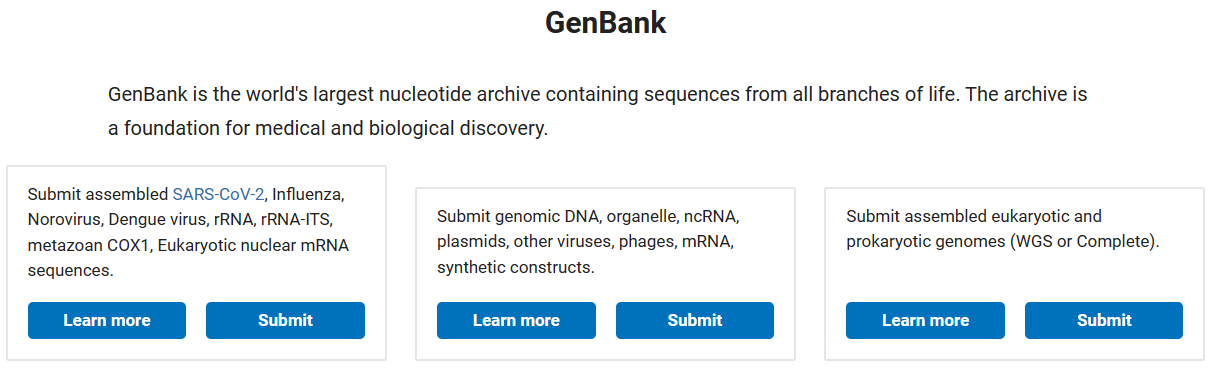 GenBank
GenBank is the world's largest nucleotide archive containing sequences from all branches of life. The archive is
a foundation for medical and biological discovery.
Submit assembled SARS-CoV-2, Influenza,
Norovirus, Dengue virus, rRNA, rRNA-ITS,
metazoan COX1, Eukaryotic nuclear mRNA
sequences.
Learn more
Submit
Submit genomic DNA, organelle, ncRNA,
plasmids, other viruses, phages, mRNA,
synthetic constructs.
Learn more
Submit
Submit assembled eukaryotic and
prokaryotic genomes (WGS or Complete).
Learn more
Submit